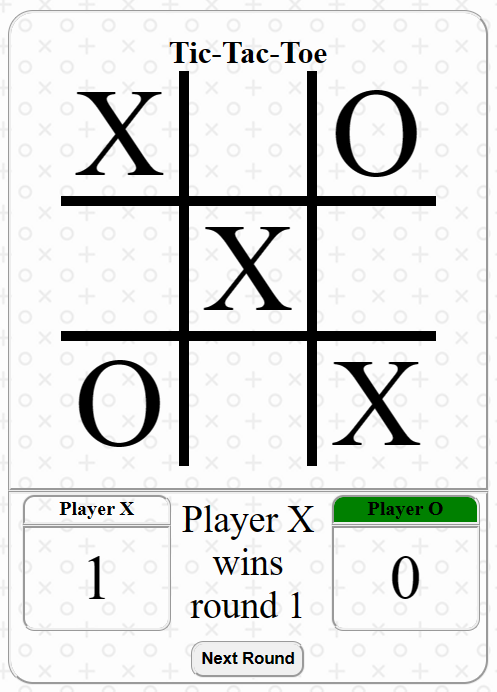 Tic-Tac-Toe
X O
X
O X
Player X
1
Player X
wins
round 1
Player O
0
Next Round